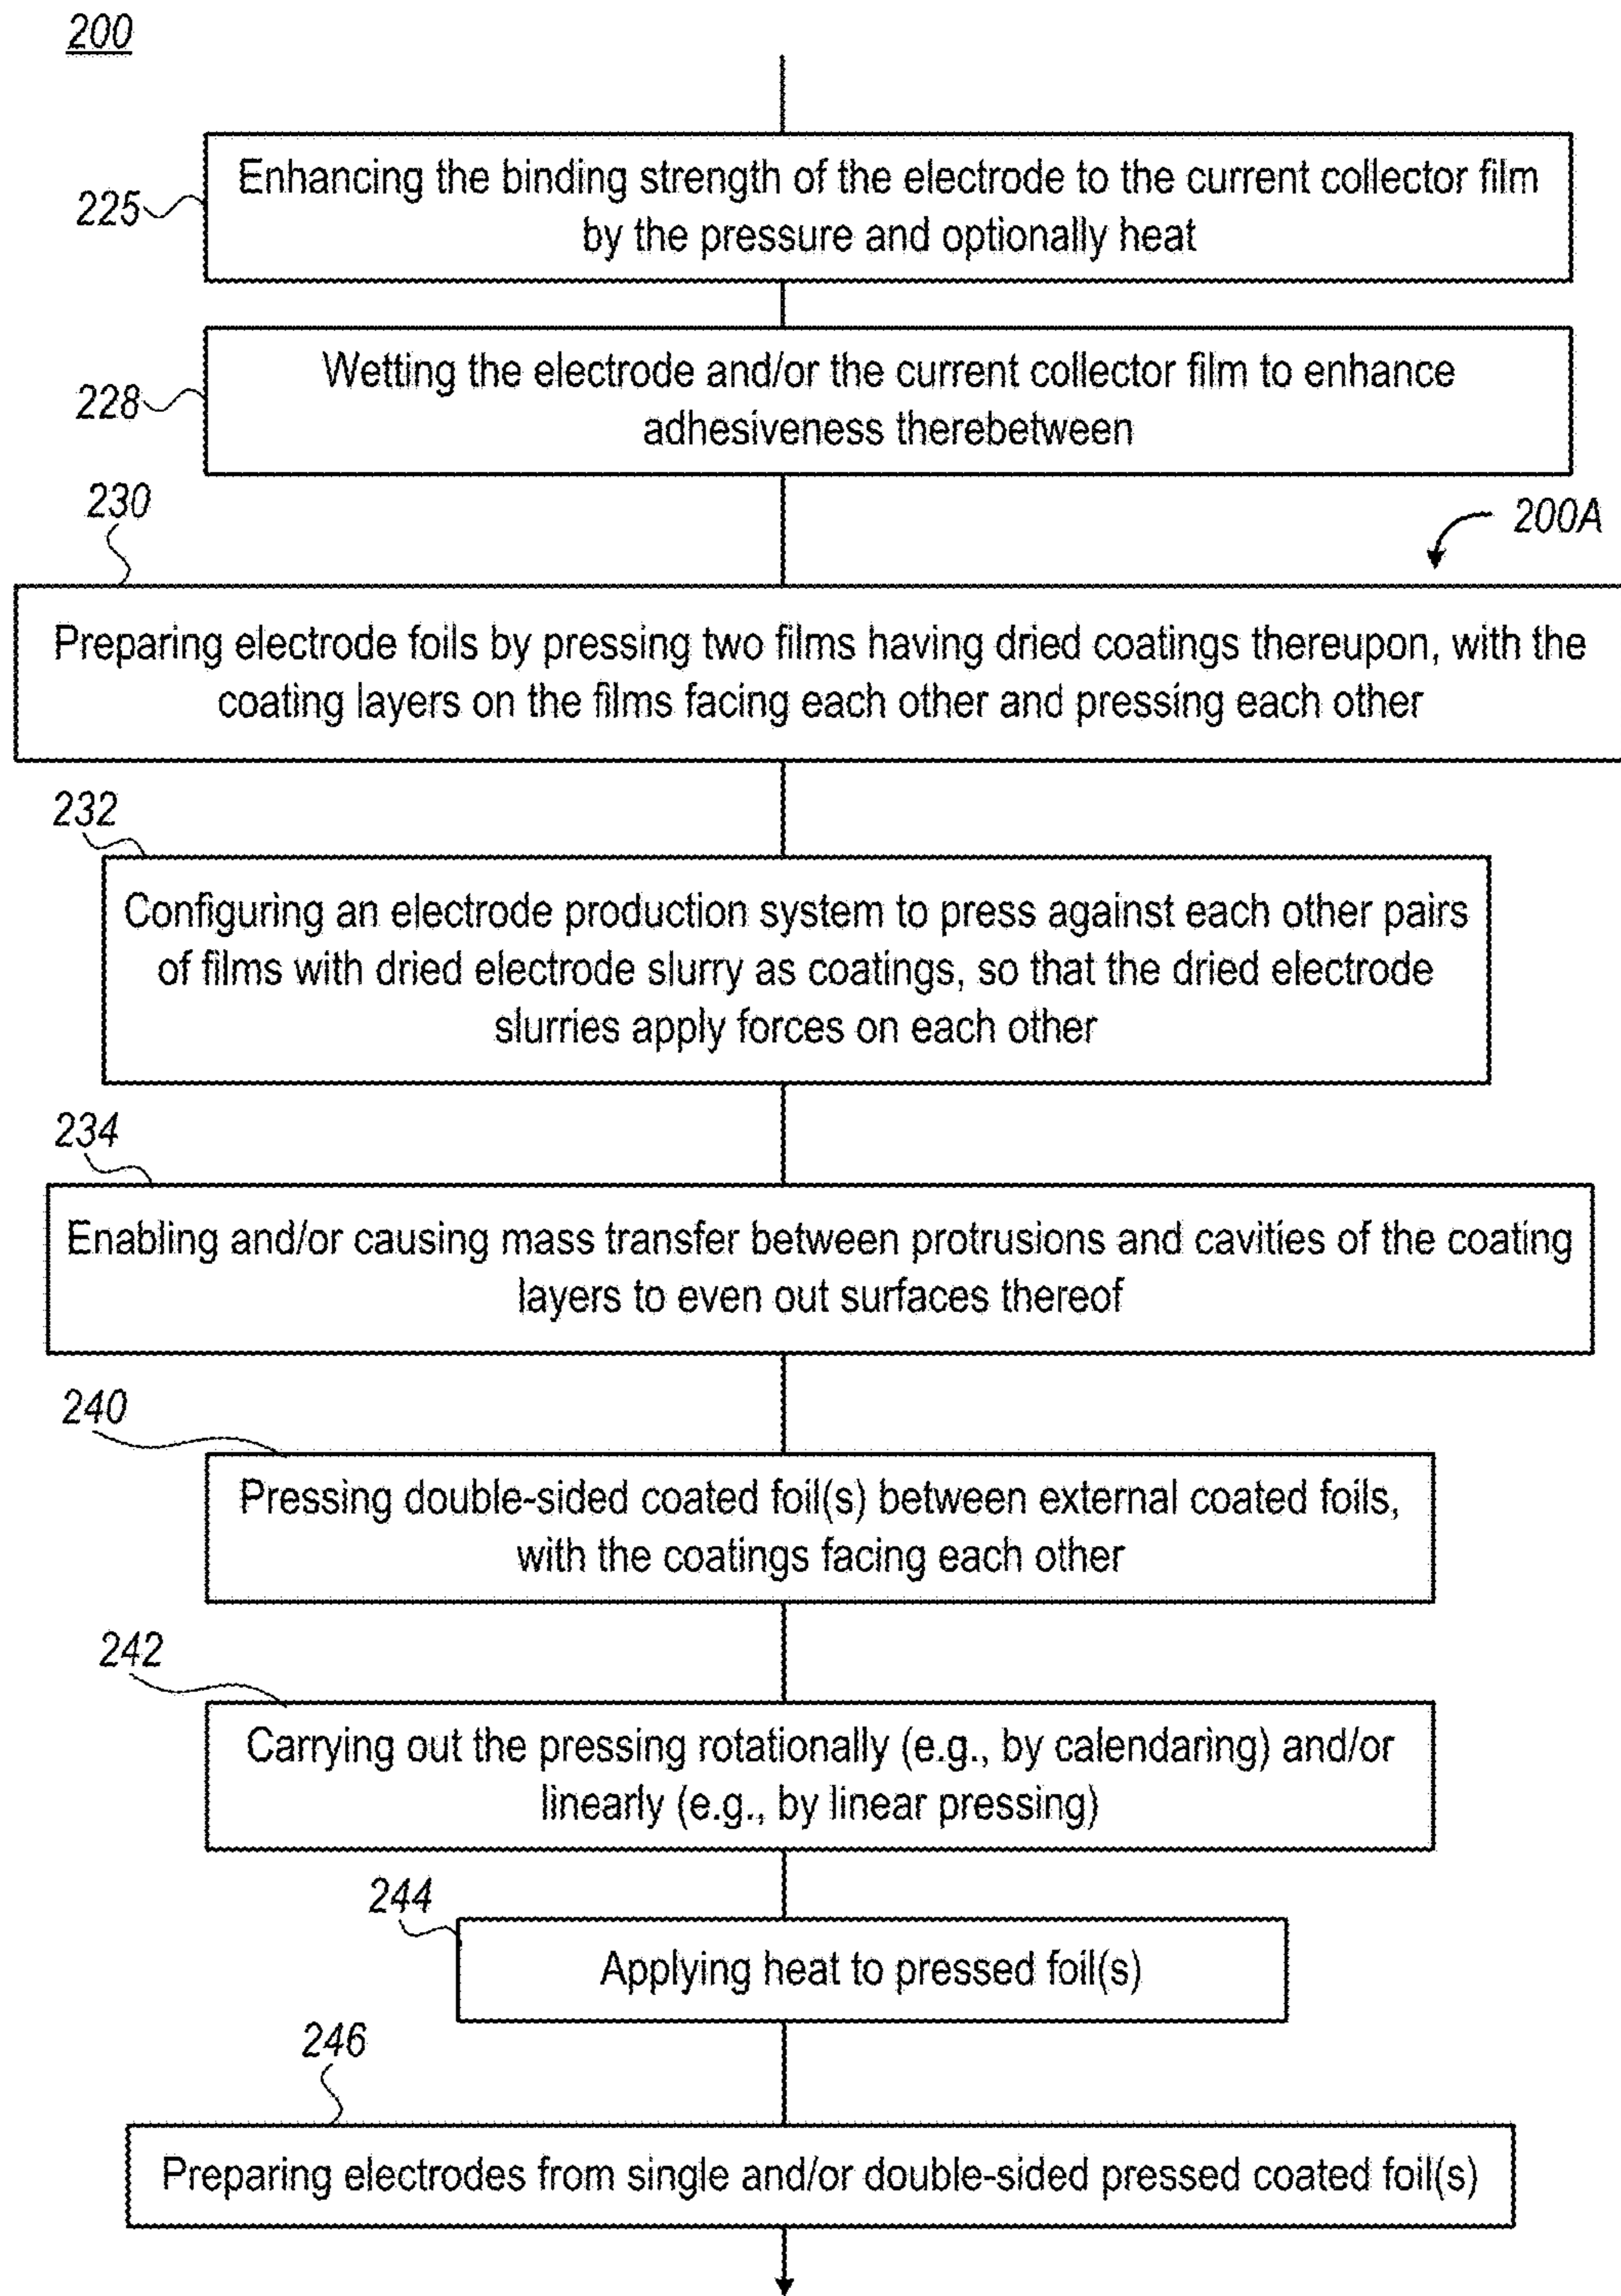 200
225
Enhancing the binding strength of the electrode to the current collector film
by the pressure and optionally heat
228
Wetting the electrode and/or the current collector film to enhance
adhesiveness therebetween
230
200A
Preparing electrode foils by pressing two films having dried coatings thereupon, with the
coating layers on the films facing each other and pressing each other
232
Configuring an electrode production system to press against each other pairs
of films with dried electrode slurry as coatings, so that the dried electrode
slurries apply forces on each other
234
Enabling and/or causing mass transfer between protrusions and cavities of the coating
layers to even out surfaces thereof
240
Pressing double-sided coated foil(s) between external coated foils,
with the coatings facing each other
242
Carrying out the pressing rotationally (e.g., by calendaring) and/or
linearly (e.g., by linear pressing)
244
Applying heat to pressed foil(s)
246
Preparing electrodes from single and/or double-sided pressed coated foil(s)